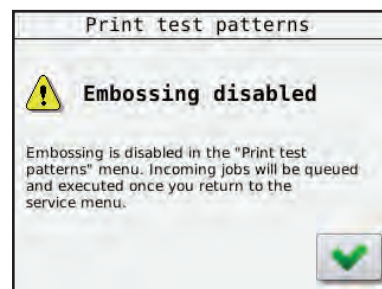 Print test patterns
Embossing disabled
Embossing is disabled in the "Print test
patterns" menu. Incoming jobs will be queued
and executed once you return to the
service menu.